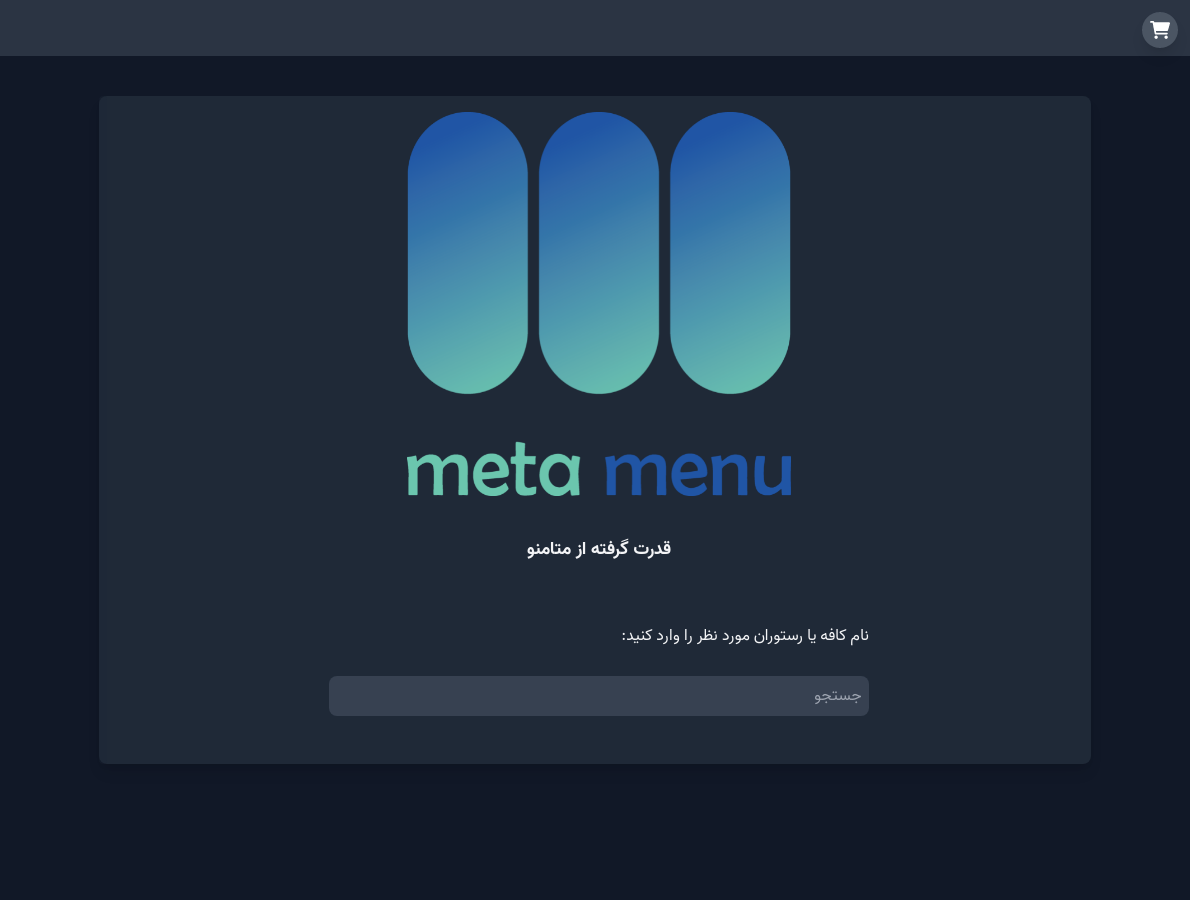 meta menu
قدرت گرفته از متامنو
نام کافه یا رستوران مورد نظر را وارد کنید:
جستجو